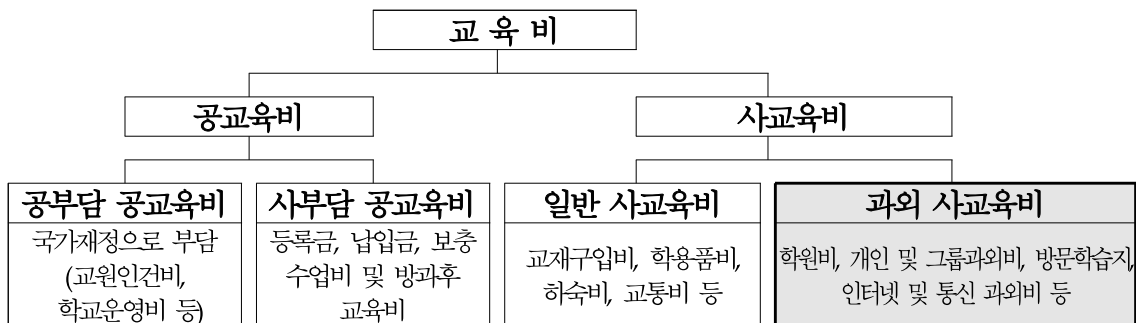 교 육 비
공교육비
사교육비
공부담 공교육비
국가재정으로 부담
(교원인건비,
학교운영비 등)
사부담 공교육비
등록금, 납입금, 보충
수업비 및 방과후
교육비
일반 사교육비
교재구입비, 학용품비,
하숙비, 교통비 등
과외 사교육비
학원비, 개인 및 그룹과외비, 방문학습지,
인터넷 및 통신 과외비 등